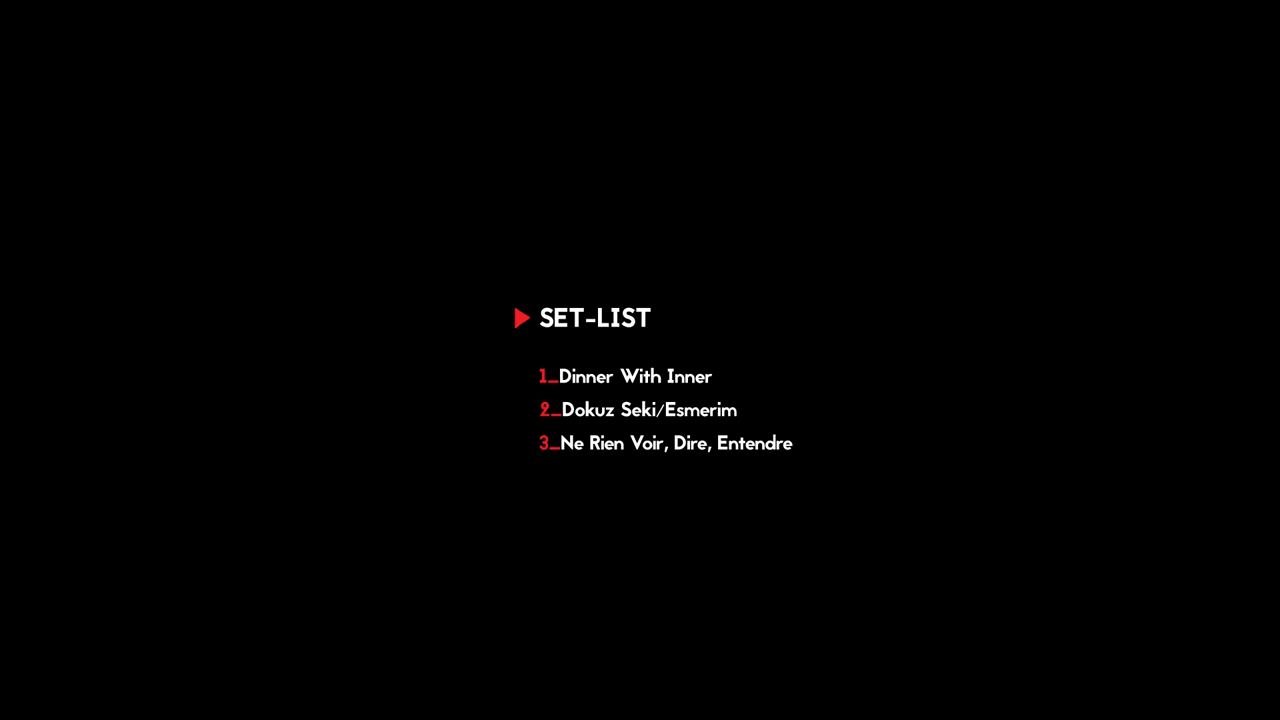 SET-LIST
1_Dinner With Inner
2_Dokuz Seki/Esmerim
3_Ne Rien Voir, Dire, Entendre